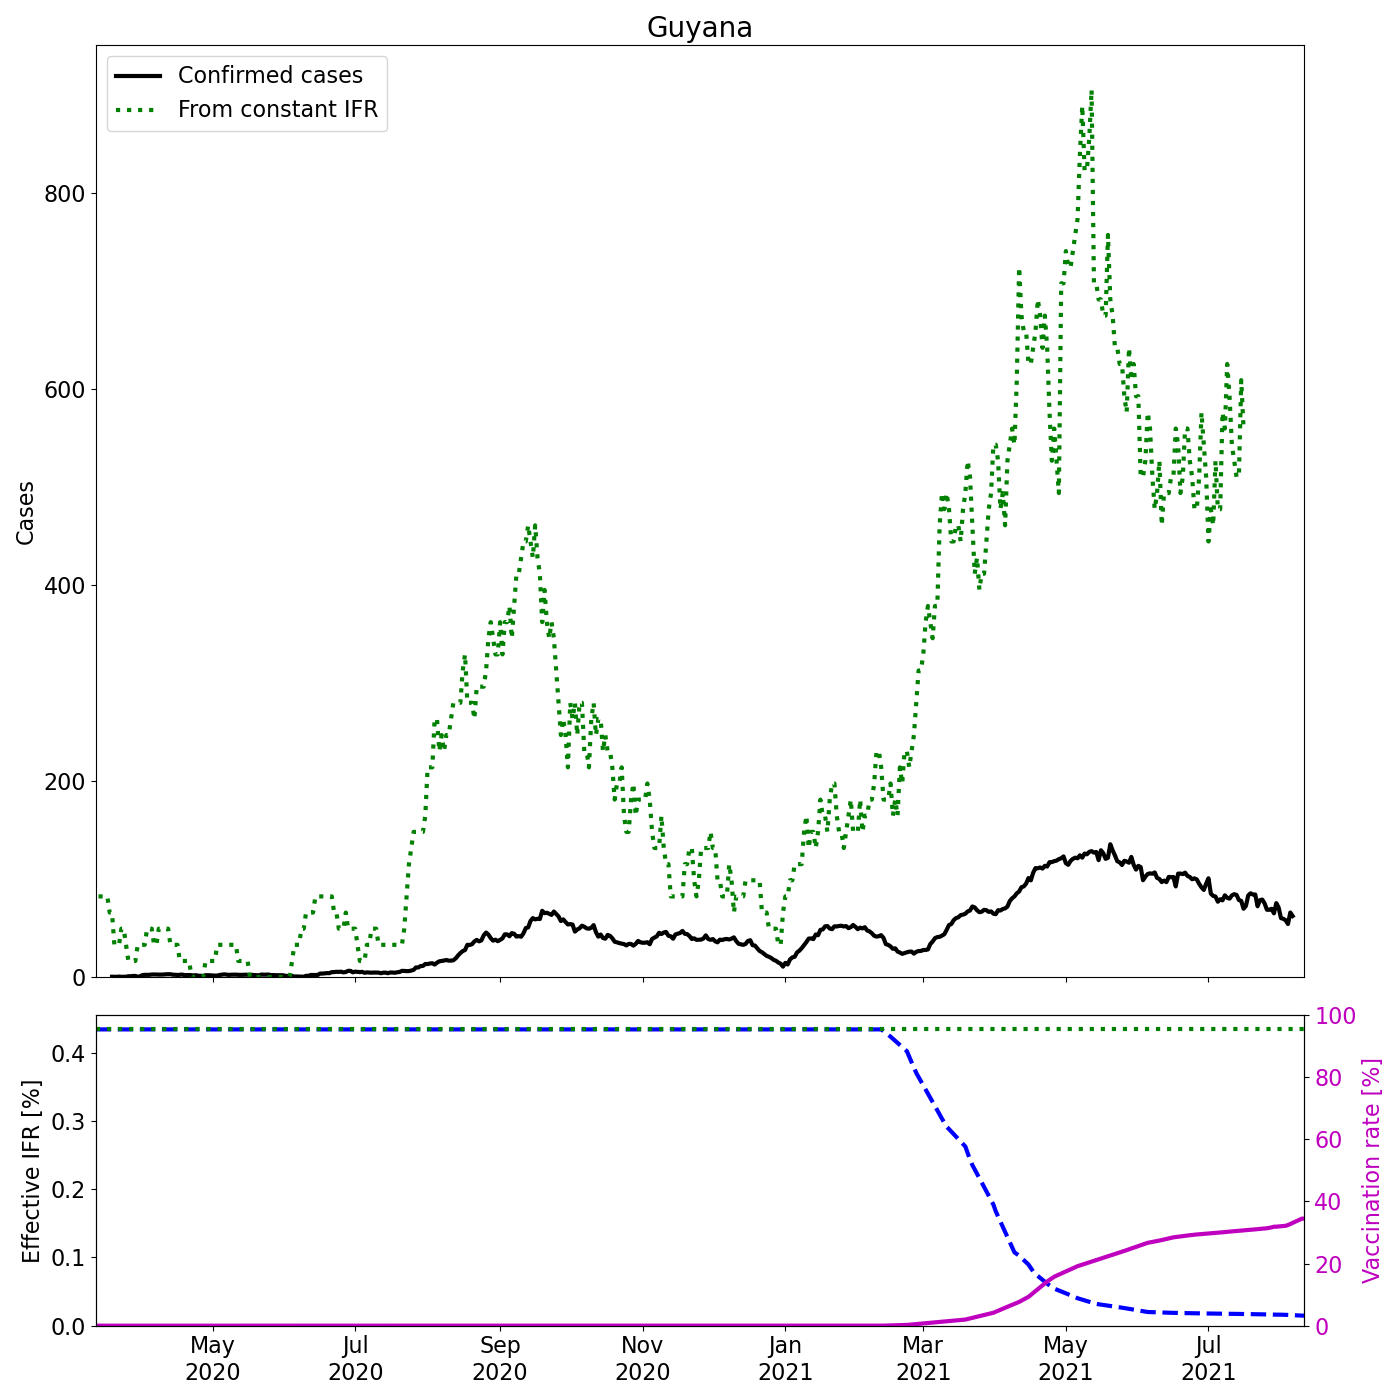 Guyana
Confirmed cases
From constant IFR
800
600
400
200
0
Cases
0.4
0.3
0.2
0.1
0.0
Effective IFR [%]
100
80
60
40
20
0
Vaccination rate [%]
May Jul Sep Nov Jan Mar May Jul
2020 2020 2020 2020 2021 2021 2021 2021